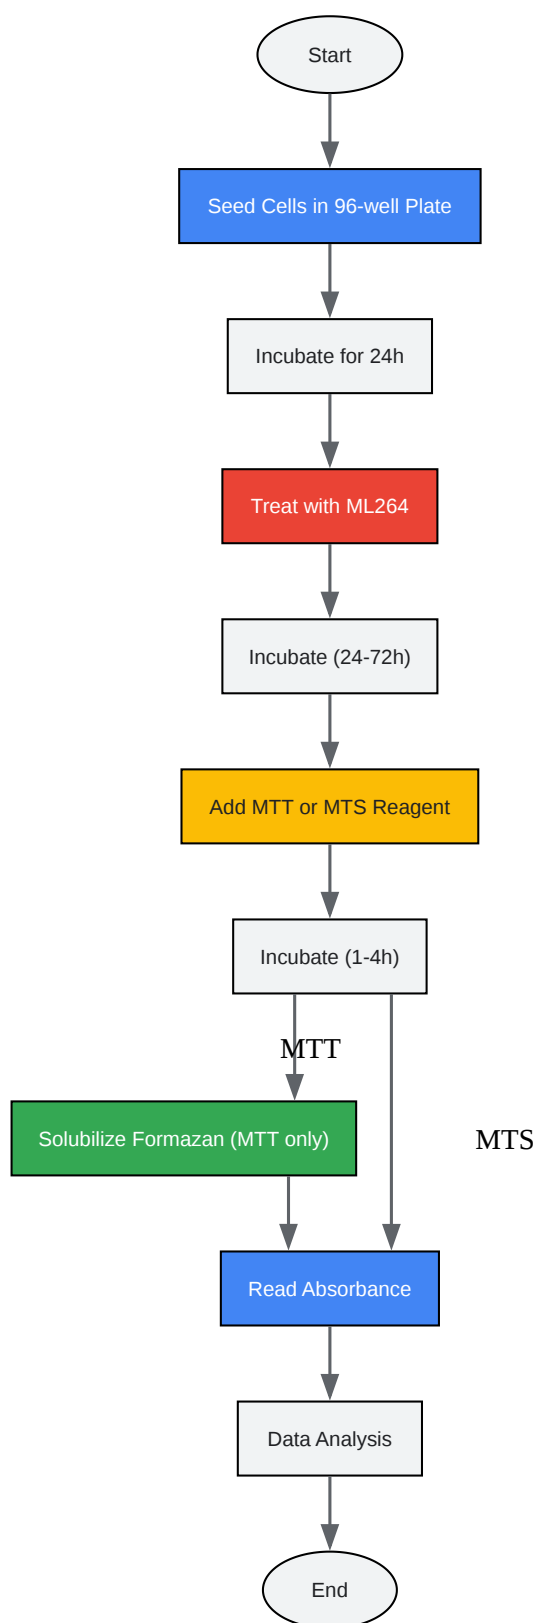 Start
Seed Cells in 96-well Plate
Incubate for 24h
Treat with ML264
Incubate (24-72h)
Add MTT or MTS Reagent
Incubate (1-4h)
MTT
Solubilize Formazan (MTT only)
MTS
Read Absorbance
Data Analysis
End